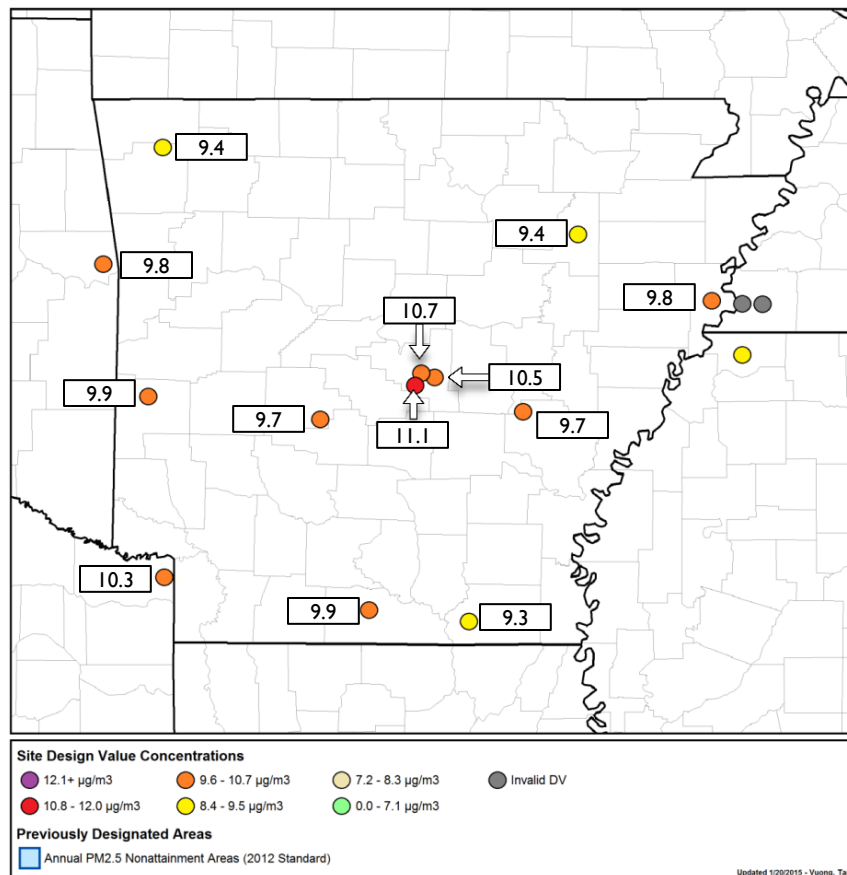 9.4
9.4
9.8
9.8
10.7
10.5
9.9
9.7
11.1
9.7
10.3
9.9
9.3
Site Design Value Concentrations
12.1+ µg/m3 9.6 - 10.7 µg/m3 7.2 - 8.3 µg/m3 Invalid DV
10.8 - 12.0 µg/m3 8.4 - 9.5 µg/m3 0.0 - 7.1 µg/m3
Previously Designated Areas
Annual PM2.5 Nonattainment Areas (2012 Standard)
Updated 1/20/2015 - Vuong, Ta